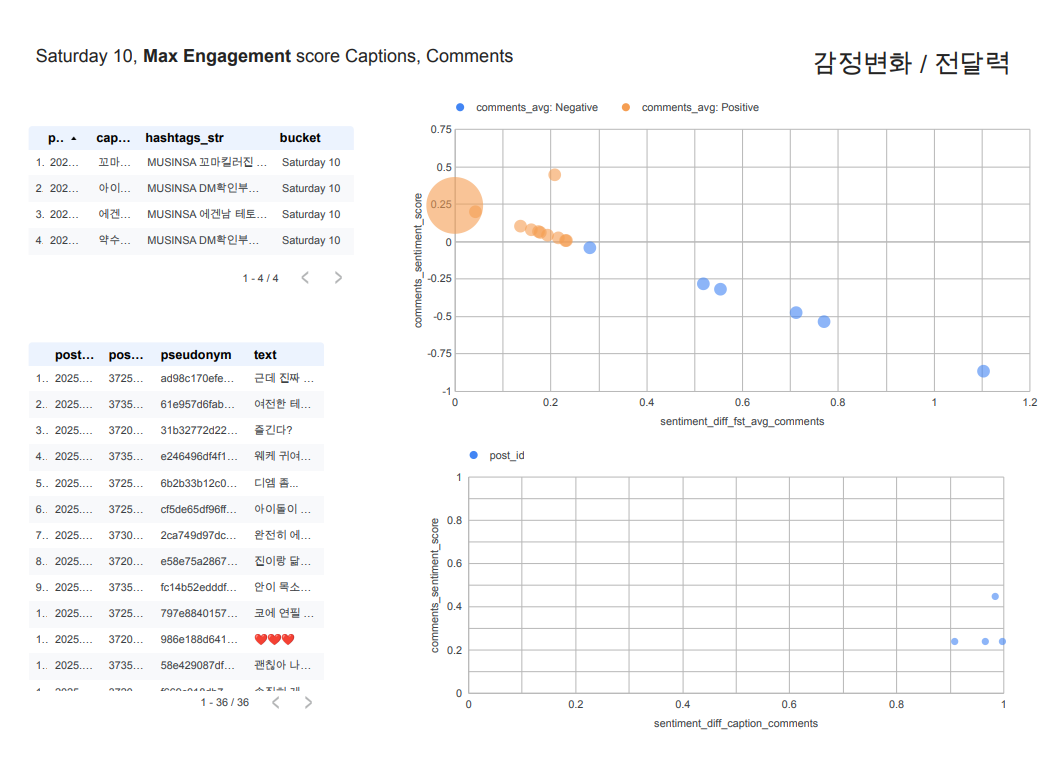 Saturday 10, Max Engagement score Captions, Comments
감정변화 / 전달력
p.. cap... hashtags_str bucket
1. 202... 꼬마... MUSINSA 꼬마킬러진 ... Saturday 10
2. 202... 아이... MUSINSA DM확인부... Saturday 10
3. 202... 에겐... MUSINSA 에겐남 테토... Saturday 10
4. 202... 약수... MUSINSA DM확인부... Saturday 10
1 - 4 / 4
post... pos... pseudonym text
1.. 2025.... 3725... ad98c170efe... 근데 진짜 ...
2.. 2025.... 3735... 61e957d6fab... 여전한 테...
3.. 2025.... 3720... 31b32772d22... 즐긴다?
4.. 2025.... 3735... e246496df4f1... 웨케 귀여...
5.. 2025.... 3725... 6b2b33b12c0... 디엠 좀...
6.. 2025.... 3725... cf5de65df96ff... 아이돌이 ...
7.. 2025.... 3730... 2ca749d97dc... 완전히 에...
8.. 2025.... 3720... e58e75a2867... 진이랑 닮...
9.. 2025.... 3735... fc14b52edddf... 안이 목소...
1.. 2025.... 3725... 797e8840157... 코에 연필 ...
1.. 2025.... 3720... 986e188d641... ❤️❤️❤️
1.. 2025.... 3735... 58e429087df... 괜칞아 나...
1 - 36 / 36
comments_avg: Negative comments_avg: Positive
0.75
0.5
0.25
0
-0.25
-0.5
-0.75
-1
comments_sentiment_score
0 0.2 0.4 0.6 0.8 1 1.2
sentiment_diff_fst_avg_comments
post_id
1
0.8
0.6
0.4
0.2
0
comments_sentiment_score
0 0.2 0.4 0.6 0.8 1
sentiment_diff_caption_comments